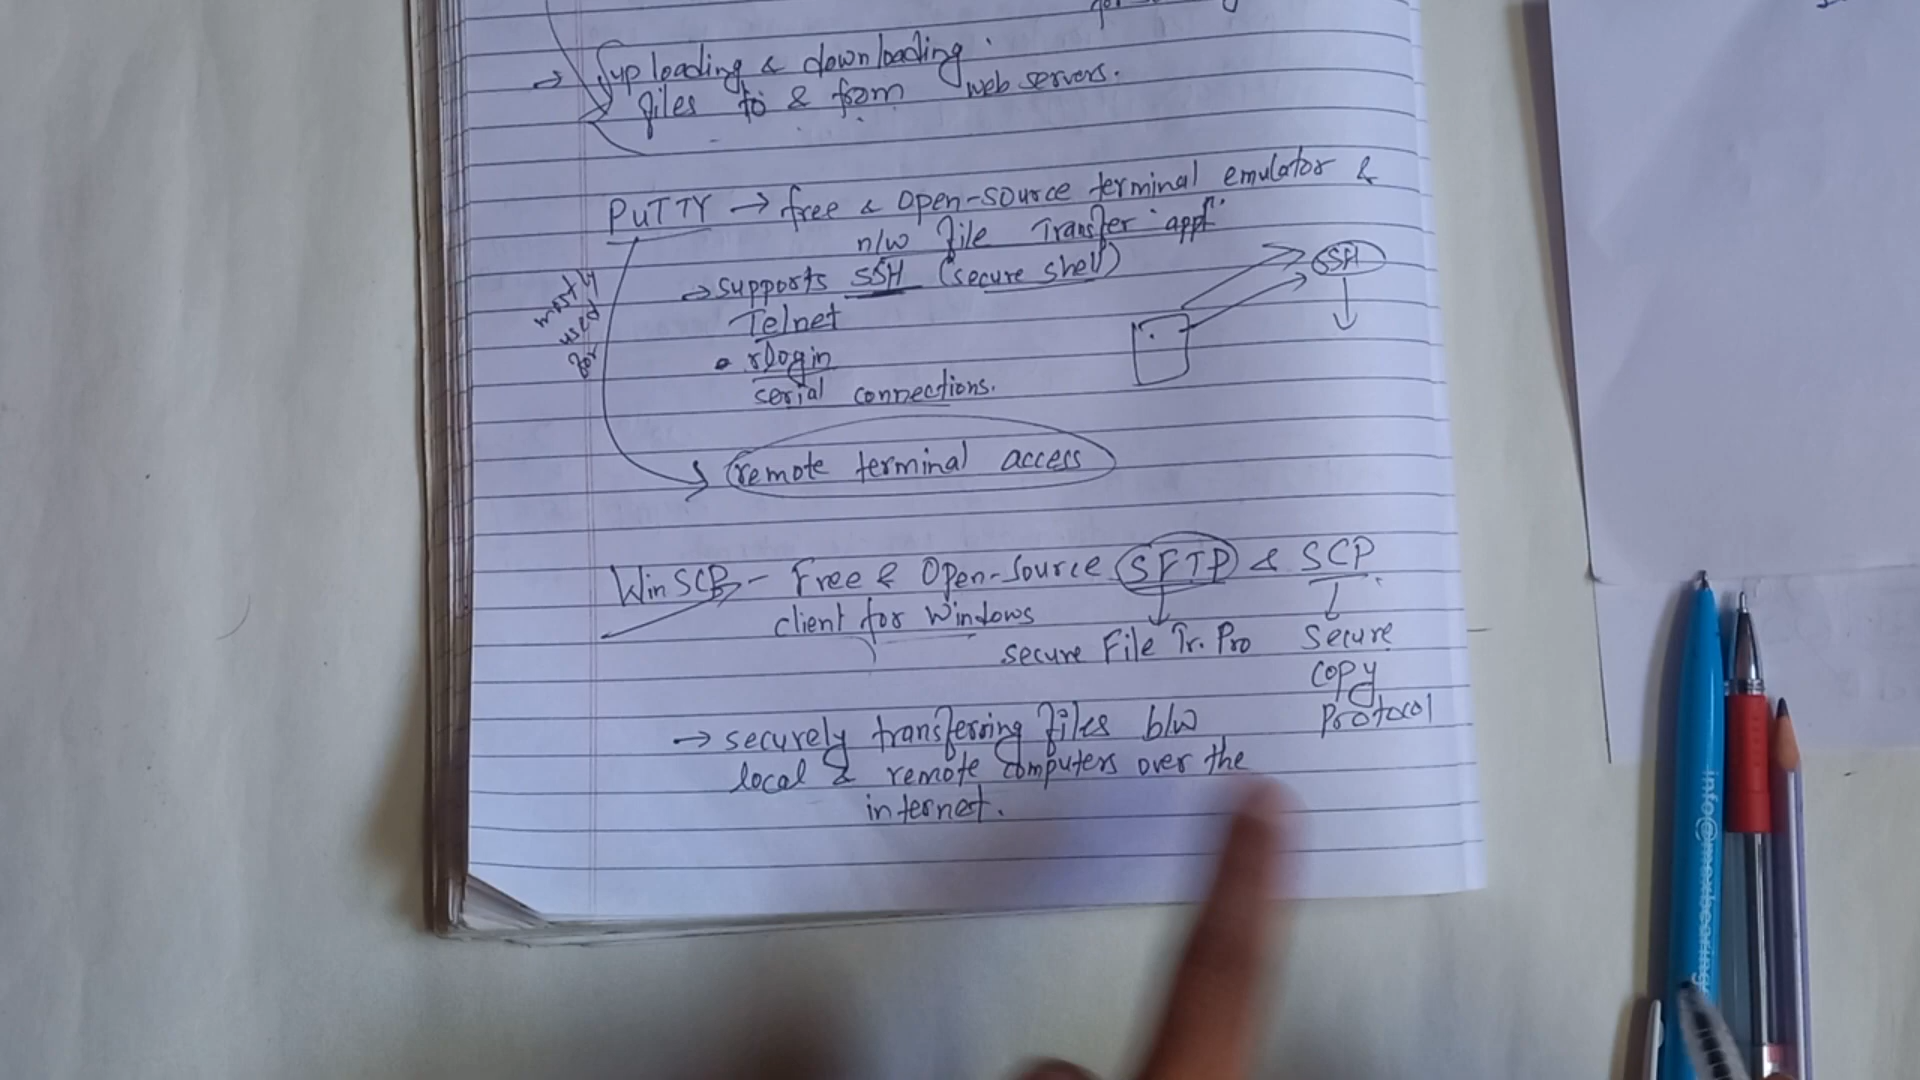 → uploading & downloading
files to & from web servers.
PuTTY → free & Open-source terminal emulator &
n/w file Transfer appl.
→ supports SSH (secure shell)
SSH
Telnet
rlogin
serial connections.
mostly
used
for
remote terminal access
WinSCP - Free & Open-Source SFTP & SCP
client for Windows
secure File Tr. Pro
Secure
copy
Protocol
→ securely transferring files b/w
local & remote computers over the
internet.